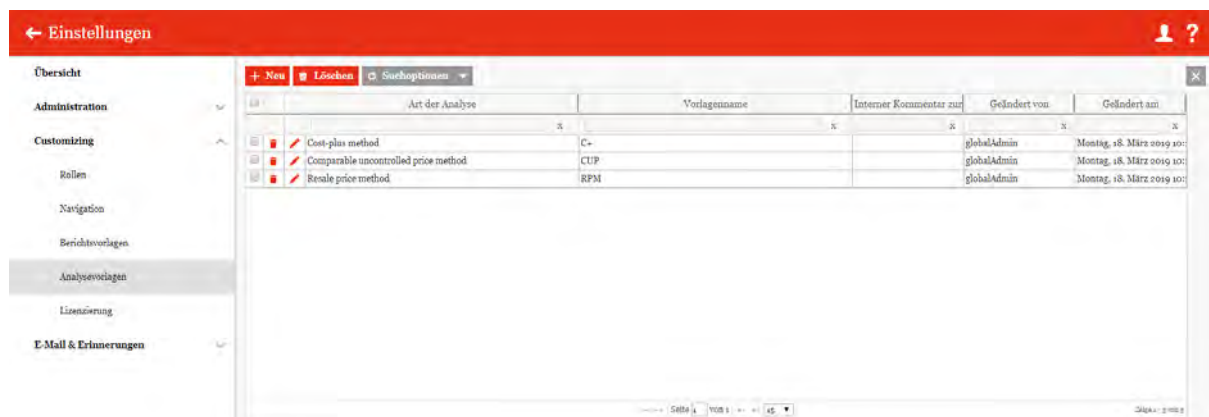 ← Einstellungen
?
Übersicht
Administration
Customizing
Rollen
Navigation
Berichtsvorlagen
Analysevorlagen
Lizenzierung
E-Mail & Erinnerungen
+ Neu Löschen Suchoptionen
Art der Analyse Vorlagenname Interner Kommentar zur Geändert von Geändert am
x x x x x
Cost-plus method C+ globalAdmin Montag, 18. März 2019 10:
Comparable uncontrolled price method CUP globalAdmin Montag, 18. März 2019 10:
Resale price method RPM globalAdmin Montag, 18. März 2019 10:
Seite 1 von 1 15